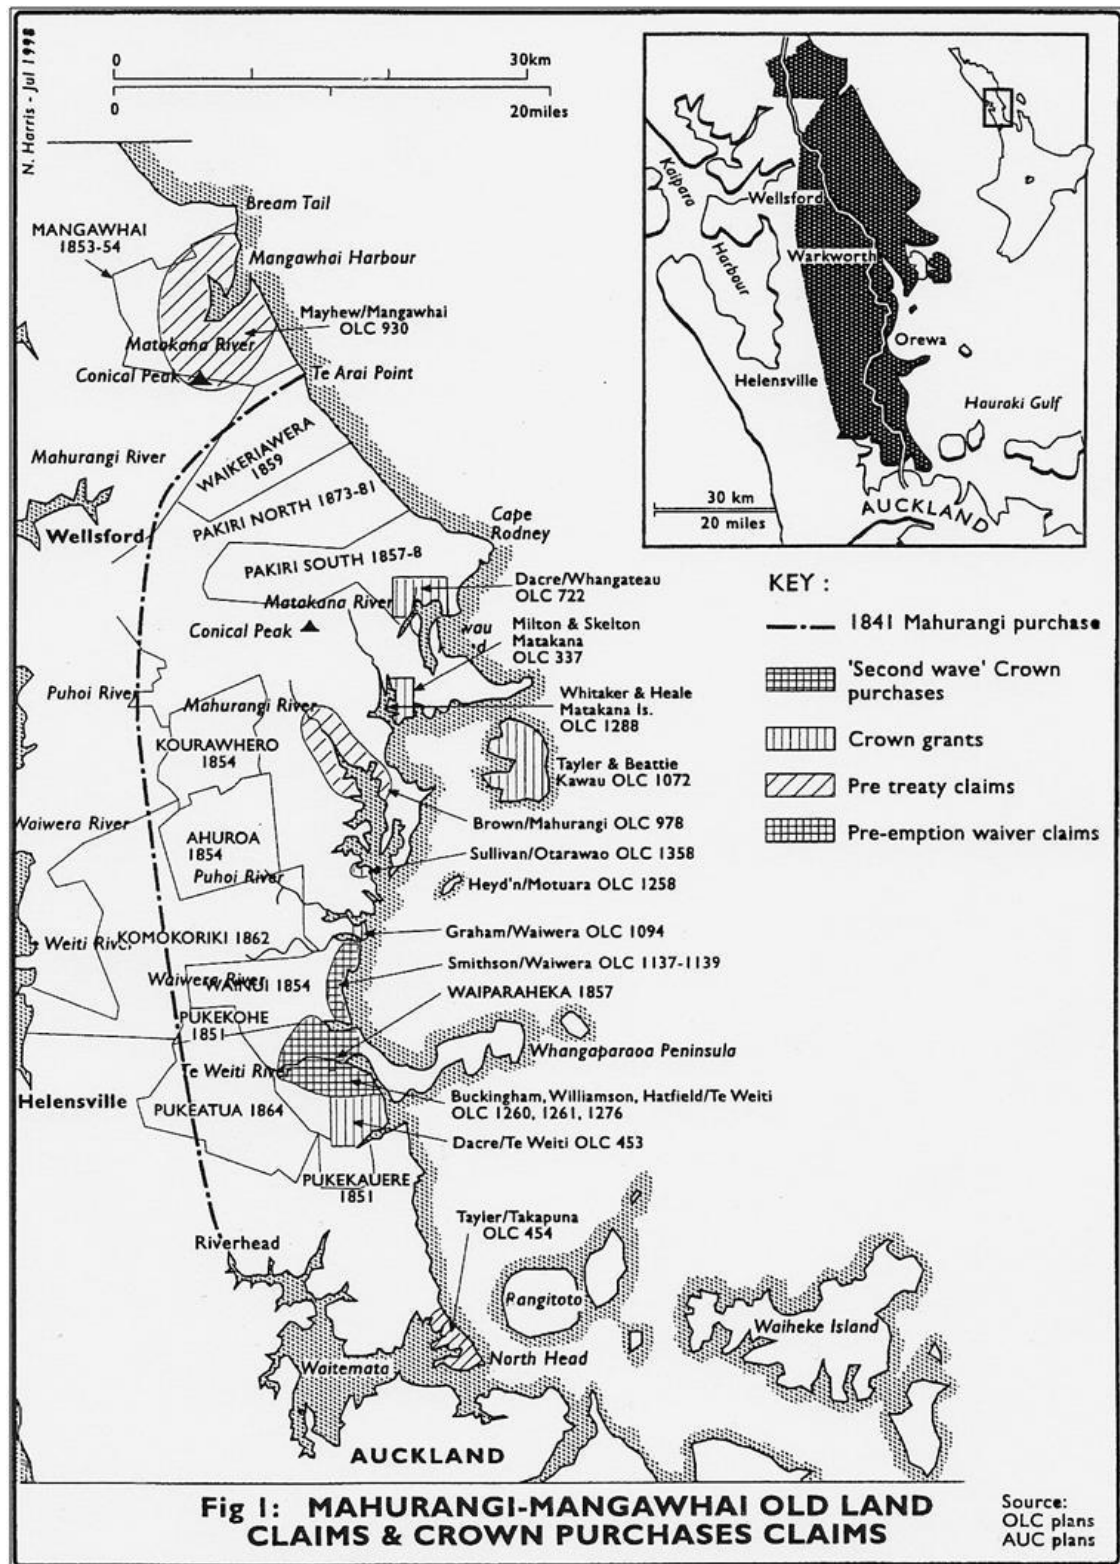 N. Harris - Jul 1998
0 30km
0 20miles
Bream Tail
MANGAWHAI
1853-54
Mangawhai Harbour
Mayhew/Mangawhai
OLC 930
Matakana River
Conical Peak
Te Arai Point
WAIKERIAWERA
1859
Mahurangi River
PAKIRI NORTH 1873-81
Wellsford
Cape
Rodney
PAKIRI SOUTH 1857-8
Dacre/Whangateau
OLC 722
Matakana River
Conical Peak
Milton & Skelton
Matakana
OLC 337
Puhoi River
Mahurangi River
Whitaker & Heale
Matakana Is.
OLC 1288
KOURAWHERO
1854
Tayler & Beattie
Kawau OLC 1072
Waiwera River
Brown/Mahurangi OLC 978
AHUROA
1854
Sullivan/Otarawao OLC 1358
Puhoi River
Heyd'n/Motuara OLC 1258
Weiti River
KOMOKORIKI 1862
Graham/Waiwera OLC 1094
Smithson/Waiwera OLC 1137-1139
Waiwera River
WAINUI 1854
WAIPARAHEKA 1857
PUKEKOHE
1851
Whangaparaoa Peninsula
Te Weiti River
Helensville
PUKEATUA 1864
Buckingham, Williamson, Hatfield/Te Weiti
OLC 1260, 1261, 1276
Dacre/Te Weiti OLC 453
PUKEKAUERE
1851
Tayler/Takapuna
OLC 454
Riverhead
Rangitoto
Waiheke Island
North Head
Waitemata
AUCKLAND
Kaipara
Harbour
Wellsford
Warkworth
Orewa
Helensville
Hauraki Gulf
30 km
20 miles
AUCKLAND
KEY :
1841 Mahurangi purchase
'Second wave' Crown
purchases
Crown grants
Pre treaty claims
Pre-emption waiver claims
Fig 1: MAHURANGI-MANGAWHAI OLD LAND
CLAIMS & CROWN PURCHASES CLAIMS
Source:
OLC plans
AUC plans